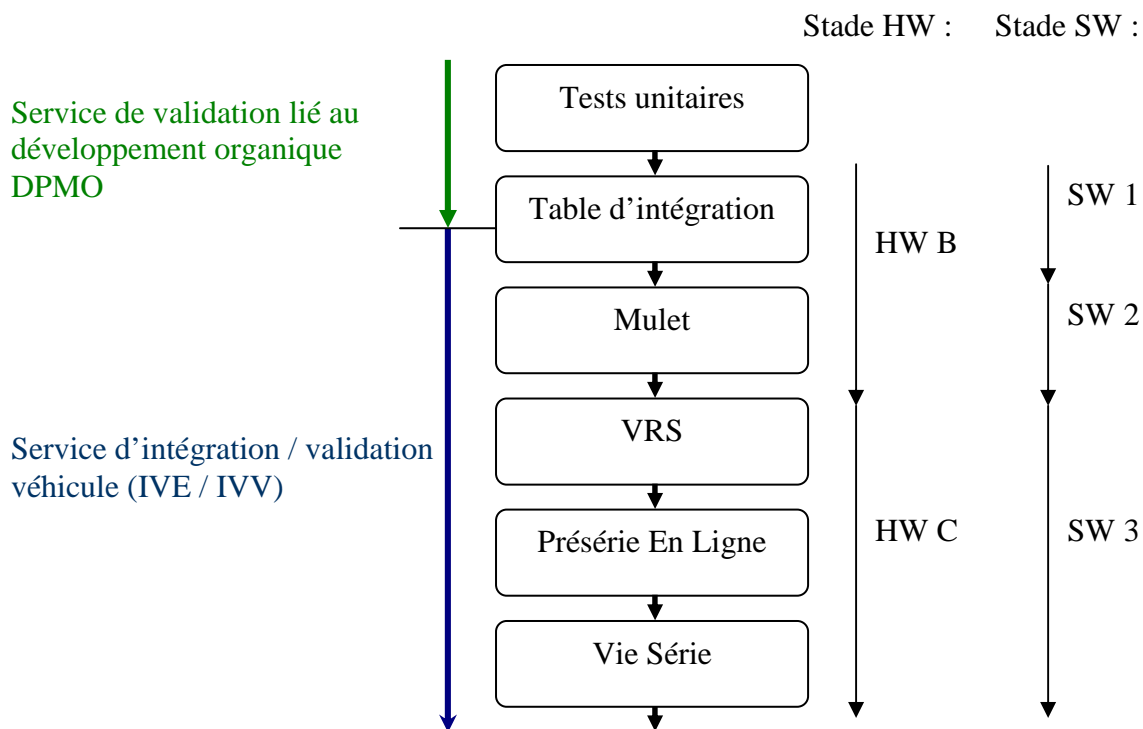 Stade HW : Stade SW :
Tests unitaires
Service de validation lié au
développement organique
DPMO
Table d’intégration
SW 1
HW B
Mulet
SW 2
VRS
Service d’intégration / validation
véhicule (IVE / IVV)
Présérie En Ligne
HW C
SW 3
Vie Série